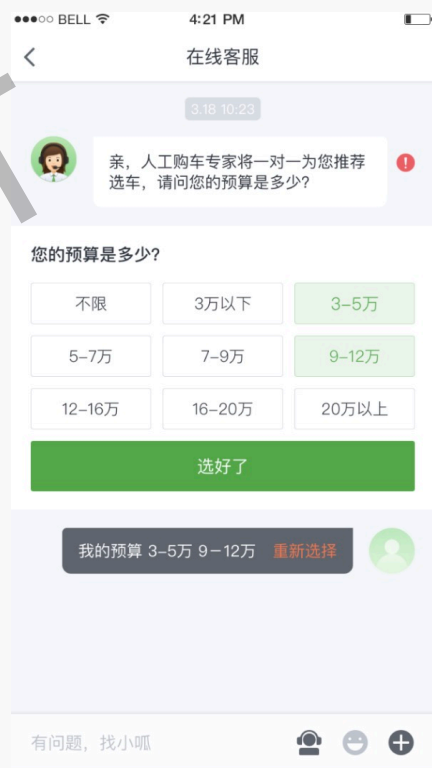 BELL 4:21 PM
在线客服
3.18 10:23
亲，人工购车专家将一对一为您推荐
选车，请问您的预算是多少?
您的预算是多少?
不限 3万以下 3–5万
5–7万 7–9万 9–12万
12–16万 16–20万 20万以上
选好了
我的预算 3–5万 9–12万 重新选择
有问题，找小呱